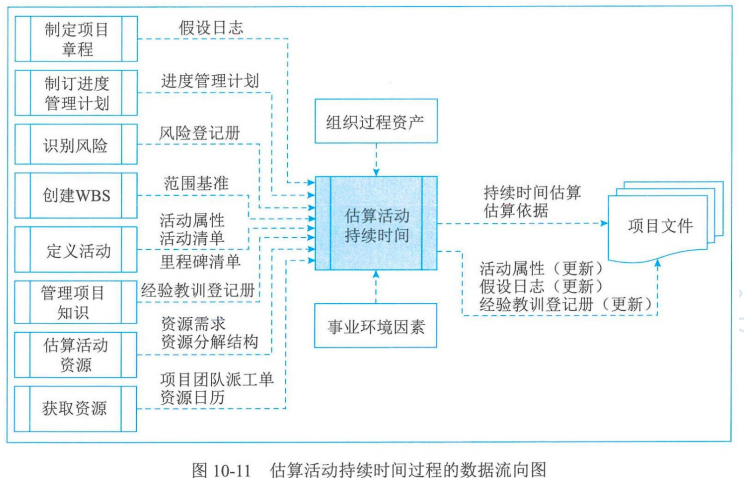 制定项目
章程
假设日志
制订进度
管理计划
进度管理计划
识别风险
风险登记册
创建WBS
范围基准
定义活动
活动属性
活动清单
里程碑清单
管理项目
知识
经验教训登记册
估算活动
资源
资源需求
资源分解结构
获取资源
项目团队派工单
资源日历
组织过程资产
估算活动
持续时间
事业环境因素
持续时间估算
估算依据
活动属性（更新）
假设日志（更新）
经验教训登记册（更新）
项目文件
图 10-11 估算活动持续时间过程的数据流向图